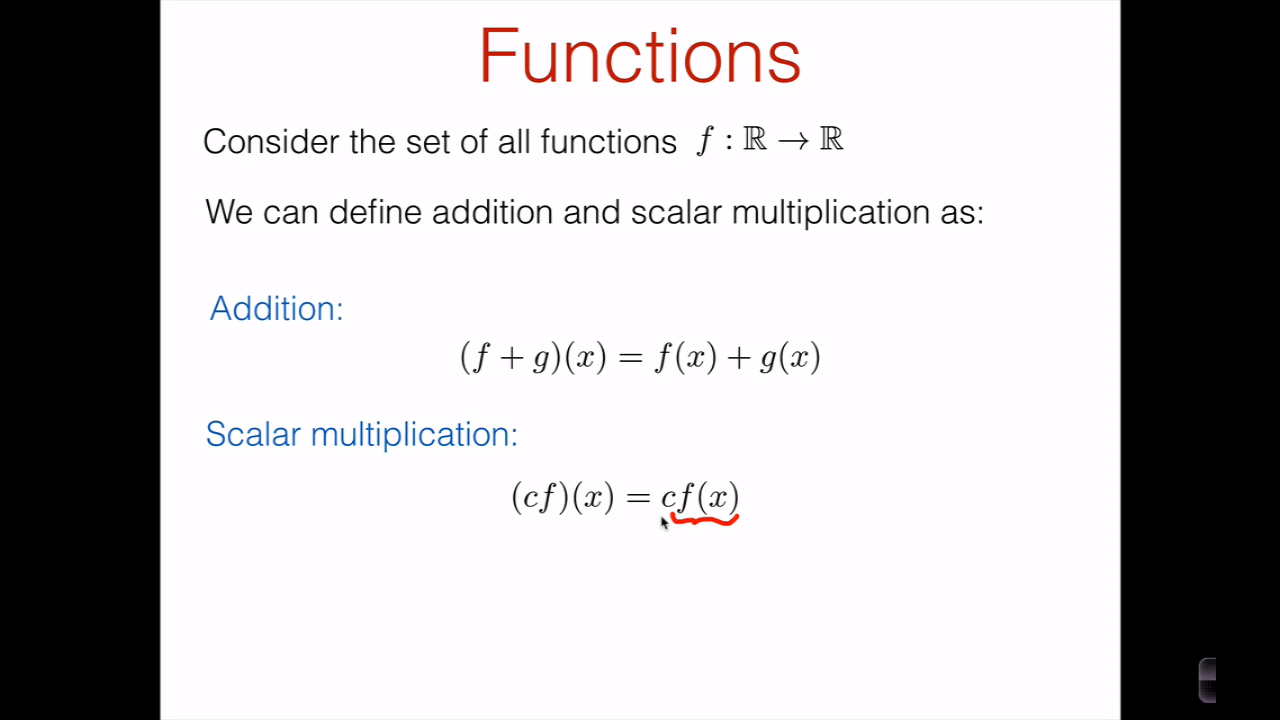 Functions
Consider the set of all functions f : ℝ → ℝ
We can define addition and scalar multiplication as:
Addition:
(f + g)(x) = f(x) + g(x)
Scalar multiplication:
(cf)(x) = cf(x)